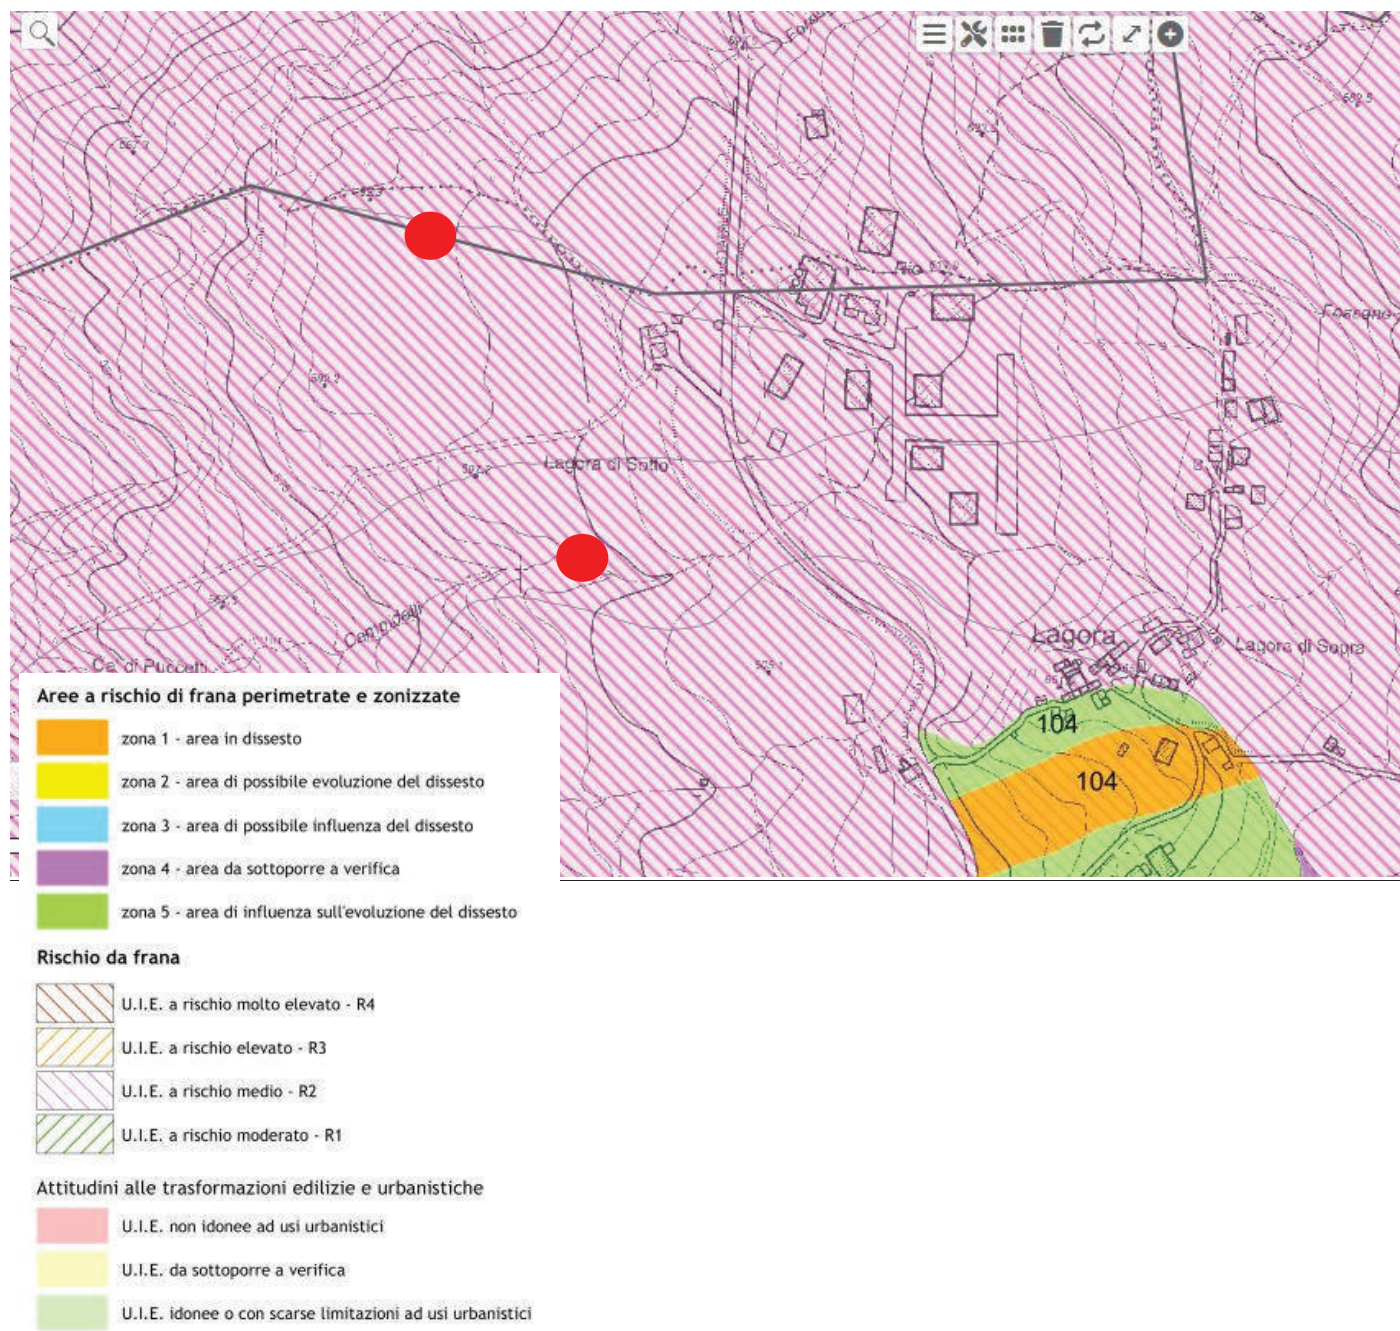 592.2
Lagora di Sotto
Lagora
Lagora di Sopra
Ca' di Puccetti
104
104
Aree a rischio di frana perimetrate e zonizzate
zona 1 - area in dissesto
zona 2 - area di possibile evoluzione del dissesto
zona 3 - area di possibile influenza del dissesto
zona 4 - area da sottoporre a verifica
zona 5 - area di influenza sull'evoluzione del dissesto
Rischio da frana
U.I.E. a rischio molto elevato - R4
U.I.E. a rischio elevato - R3
U.I.E. a rischio medio - R2
U.I.E. a rischio moderato - R1
Attitudini alle trasformazioni edilizie e urbanistiche
U.I.E. non idonee ad usi urbanistici
U.I.E. da sottoporre a verifica
U.I.E. idonee o con scarse limitazioni ad usi urbanistici